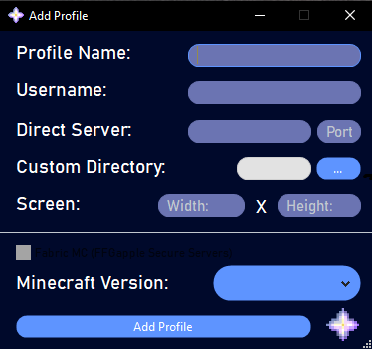 Add Profile
Profile Name:
Username:
Direct Server: Port
Custom Directory: ...
Screen: Width: X Height:
Minecraft Version:
Add Profile